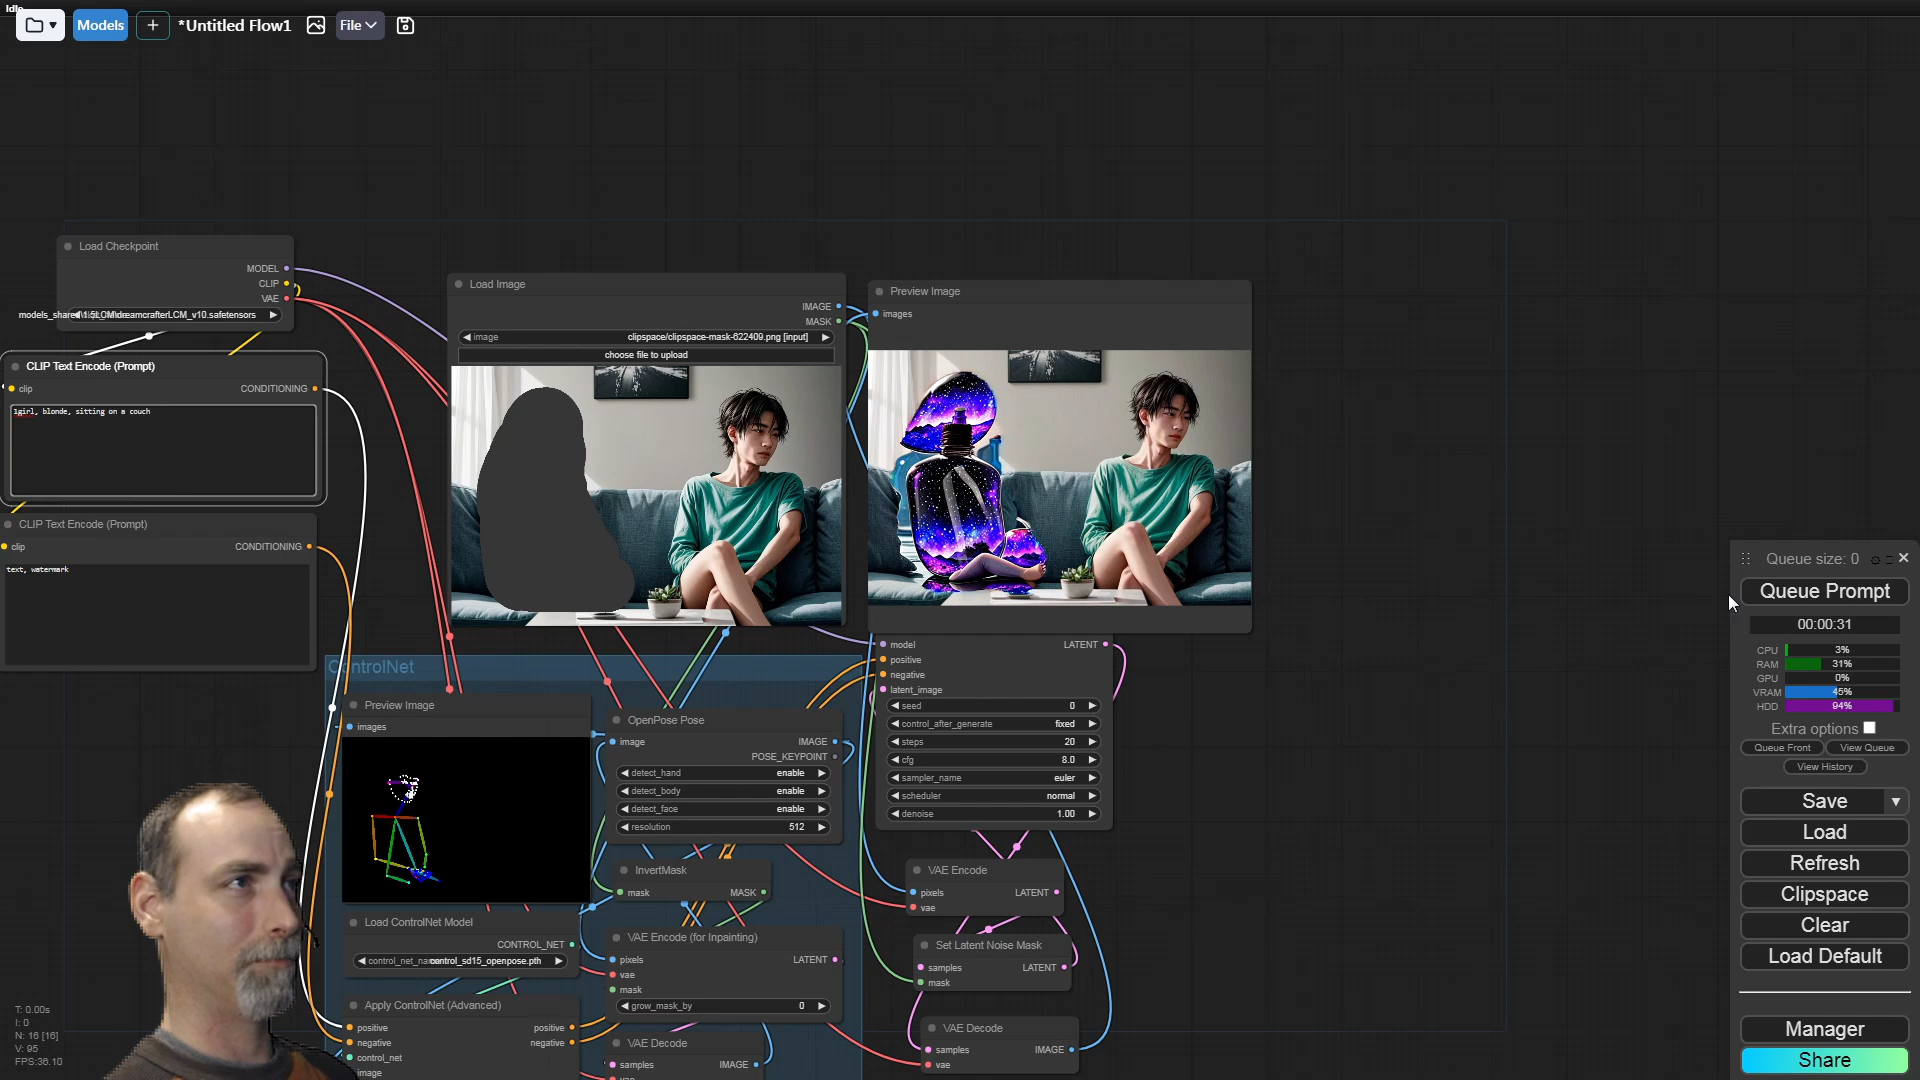 Idle
Models
+
*Untitled Flow1
File
Load Checkpoint
MODEL
CLIP
VAE
dreamcrafterLCM_v10.safetensors
CLIP Text Encode (Prompt)
clip
CONDITIONING
1girl, blonde, sitting on a couch
CLIP Text Encode (Prompt)
clip
CONDITIONING
text, watermark
Load Image
IMAGE
MASK
image
clipspace/clipspace-mask-622409.png [input]
choose file to upload
Preview Image
images
ControlNet
Preview Image
images
Load ControlNet Model
CONTROL_NET
control_sd15_openpose.pth
Apply ControlNet (Advanced)
positive
positive
negative
negative
control_net
image
OpenPose Pose
image
IMAGE
POSE_KEYPOINT
detect_hand
enable
detect_body
enable
detect_face
enable
resolution
512
InvertMask
mask
MASK
VAE Encode (for Inpainting)
pixels
LATENT
vae
mask
grow_mask_by
0
VAE Decode
samples
IMAGE
vae
model
LATENT
positive
negative
latent_image
seed
0
control_after_generate
fixed
steps
20
cfg
8.0
sampler_name
euler
scheduler
normal
denoise
1.00
VAE Encode
pixels
LATENT
vae
Set Latent Noise Mask
samples
LATENT
mask
VAE Decode
samples
IMAGE
vae
Queue size: 0
Queue Prompt
00:00:31
CPU 3%
RAM 31%
GPU 0%
VRAM 45%
HDD 94%
Extra options
Queue Front
View Queue
View History
Save
Load
Refresh
Clipspace
Clear
Load Default
Manager
Share
T: 0.00s
I: 0
N: 16 [16]
V: 95
FPS:36.10